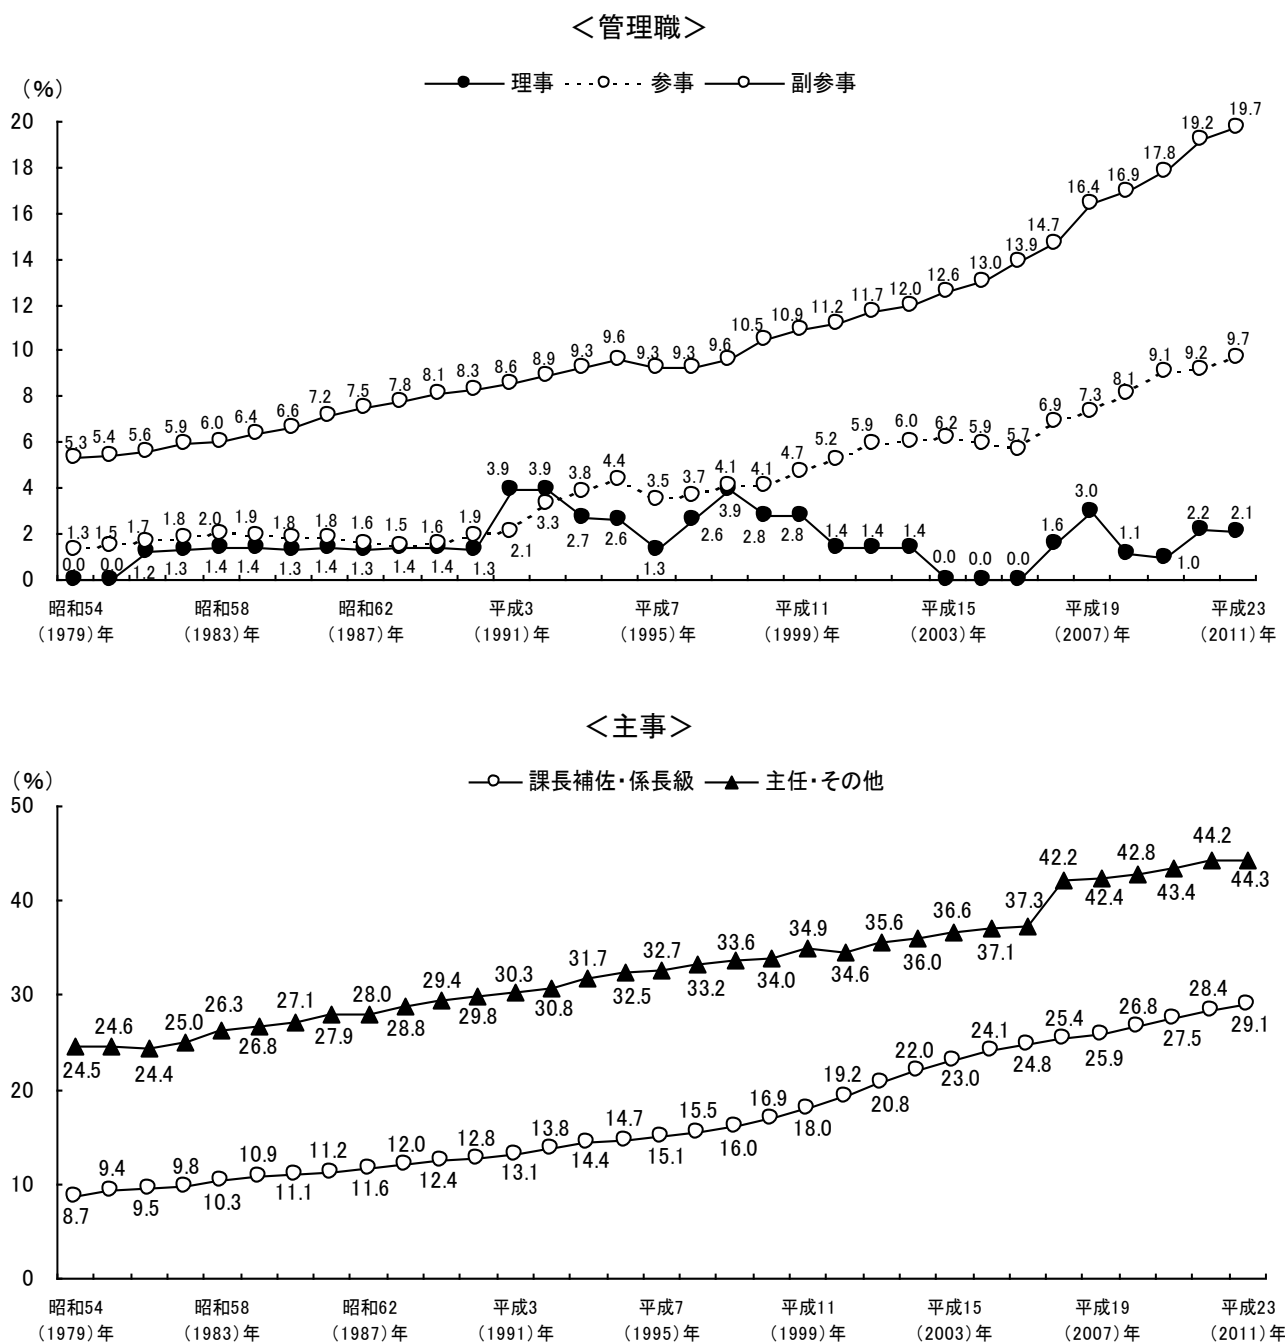 ＜管理職＞
（％）
理事 参事 副参事
20
18
16
14
12
10
8
6
4
2
0
5.3 5.4 5.6 5.9 6.0 6.4 6.6 7.2 7.5 7.8 8.1 8.3 8.6 8.9 9.3 9.6 9.3 9.3 9.6 10.5 10.9 11.2 11.7 12.0 12.6 13.0 13.9 14.7 16.4 16.9 17.8 19.2 19.7
1.3 1.5 1.7 1.8 2.0 1.9 1.8 1.8 1.6 1.5 1.6 1.9 2.1 3.3 3.8 4.4 3.5 3.7 4.1 4.1 4.7 5.2 5.9 6.0 6.2 5.9 5.7 6.9 7.3 8.1 9.1 9.2 9.7
0.0 0.0 1.2 1.3 1.4 1.4 1.3 1.4 1.3 1.4 1.4 1.3 3.9 3.9 2.7 2.6 1.3 2.6 3.9 2.8 2.8 1.4 1.4 1.4 0.0 0.0 0.0 1.6 3.0 1.1 1.0 2.2 2.1
昭和54 昭和58 昭和62 平成3 平成7 平成11 平成15 平成19 平成23
（1979）年 （1983）年 （1987）年 （1991）年 （1995）年 （1999）年 （2003）年 （2007）年 （2011）年
＜主事＞
（％）
課長補佐・係長級 主任・その他
50
40
30
20
10
0
24.5 24.6 24.4 25.0 26.3 26.8 27.1 27.9 28.0 28.8 29.4 29.8 30.3 30.8 31.7 32.5 32.7 33.2 33.6 34.0 34.9 34.6 35.6 36.0 36.6 37.1 37.3 42.2 42.4 42.8 43.4 44.2 44.3
8.7 9.4 9.5 9.8 10.3 10.9 11.1 11.2 11.6 12.0 12.4 12.8 13.1 13.8 14.4 14.7 15.1 15.5 16.0 16.9 18.0 19.2 20.8 22.0 23.0 24.1 24.8 25.4 25.9 26.8 27.5 28.4 29.1
昭和54 昭和58 昭和62 平成3 平成7 平成11 平成15 平成19 平成23
（1979）年 （1983）年 （1987）年 （1991）年 （1995）年 （1999）年 （2003）年 （2007）年 （2011）年